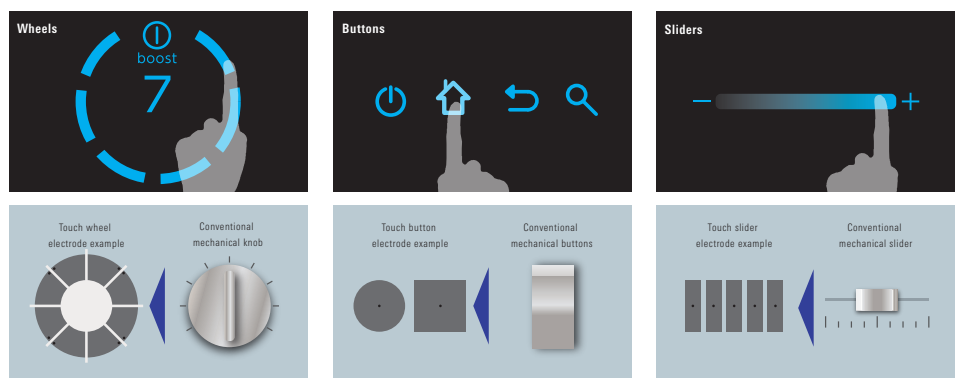 Wheels
boost
7
Buttons
Sliders
Touch wheel
electrode example
Conventional
mechanical knob
Touch button
electrode example
Conventional
mechanical buttons
Touch slider
electrode example
Conventional
mechanical slider